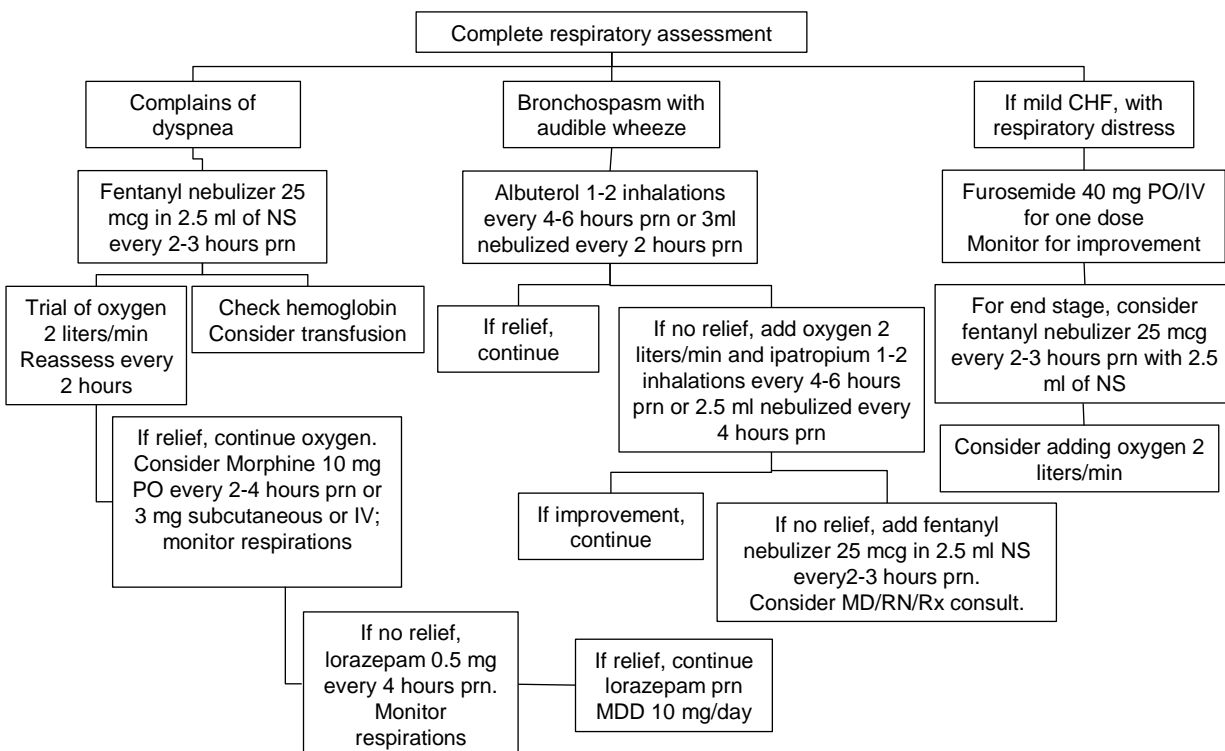 Complete respiratory assessment
Complains of
dyspnea
Bronchospasm with
audible wheeze
If mild CHF, with
respiratory distress
Fentanyl nebulizer 25
mcg in 2.5 ml of NS
every 2-3 hours prn
Albuterol 1-2 inhalations
every 4-6 hours prn or 3ml
nebulized every 2 hours prn
Furosemide 40 mg PO/IV
for one dose
Monitor for improvement
Trial of oxygen
2 liters/min
Reassess every
2 hours
Check hemoglobin
Consider transfusion
If relief,
continue
If no relief, add oxygen 2
liters/min and ipatropium 1-2
inhalations every 4-6 hours
prn or 2.5 ml nebulized every
4 hours prn
For end stage, consider
fentanyl nebulizer 25 mcg
every 2-3 hours prn with 2.5
ml of NS
If relief, continue oxygen.
Consider Morphine 10 mg
PO every 2-4 hours prn or
3 mg subcutaneous or IV;
monitor respirations
If improvement,
continue
If no relief, add fentanyl
nebulizer 25 mcg in 2.5 ml NS
every2-3 hours prn.
Consider MD/RN/Rx consult.
Consider adding oxygen 2
liters/min
If no relief,
lorazepam 0.5 mg
every 4 hours prn.
Monitor
respirations
If relief, continue
lorazepam prn
MDD 10 mg/day